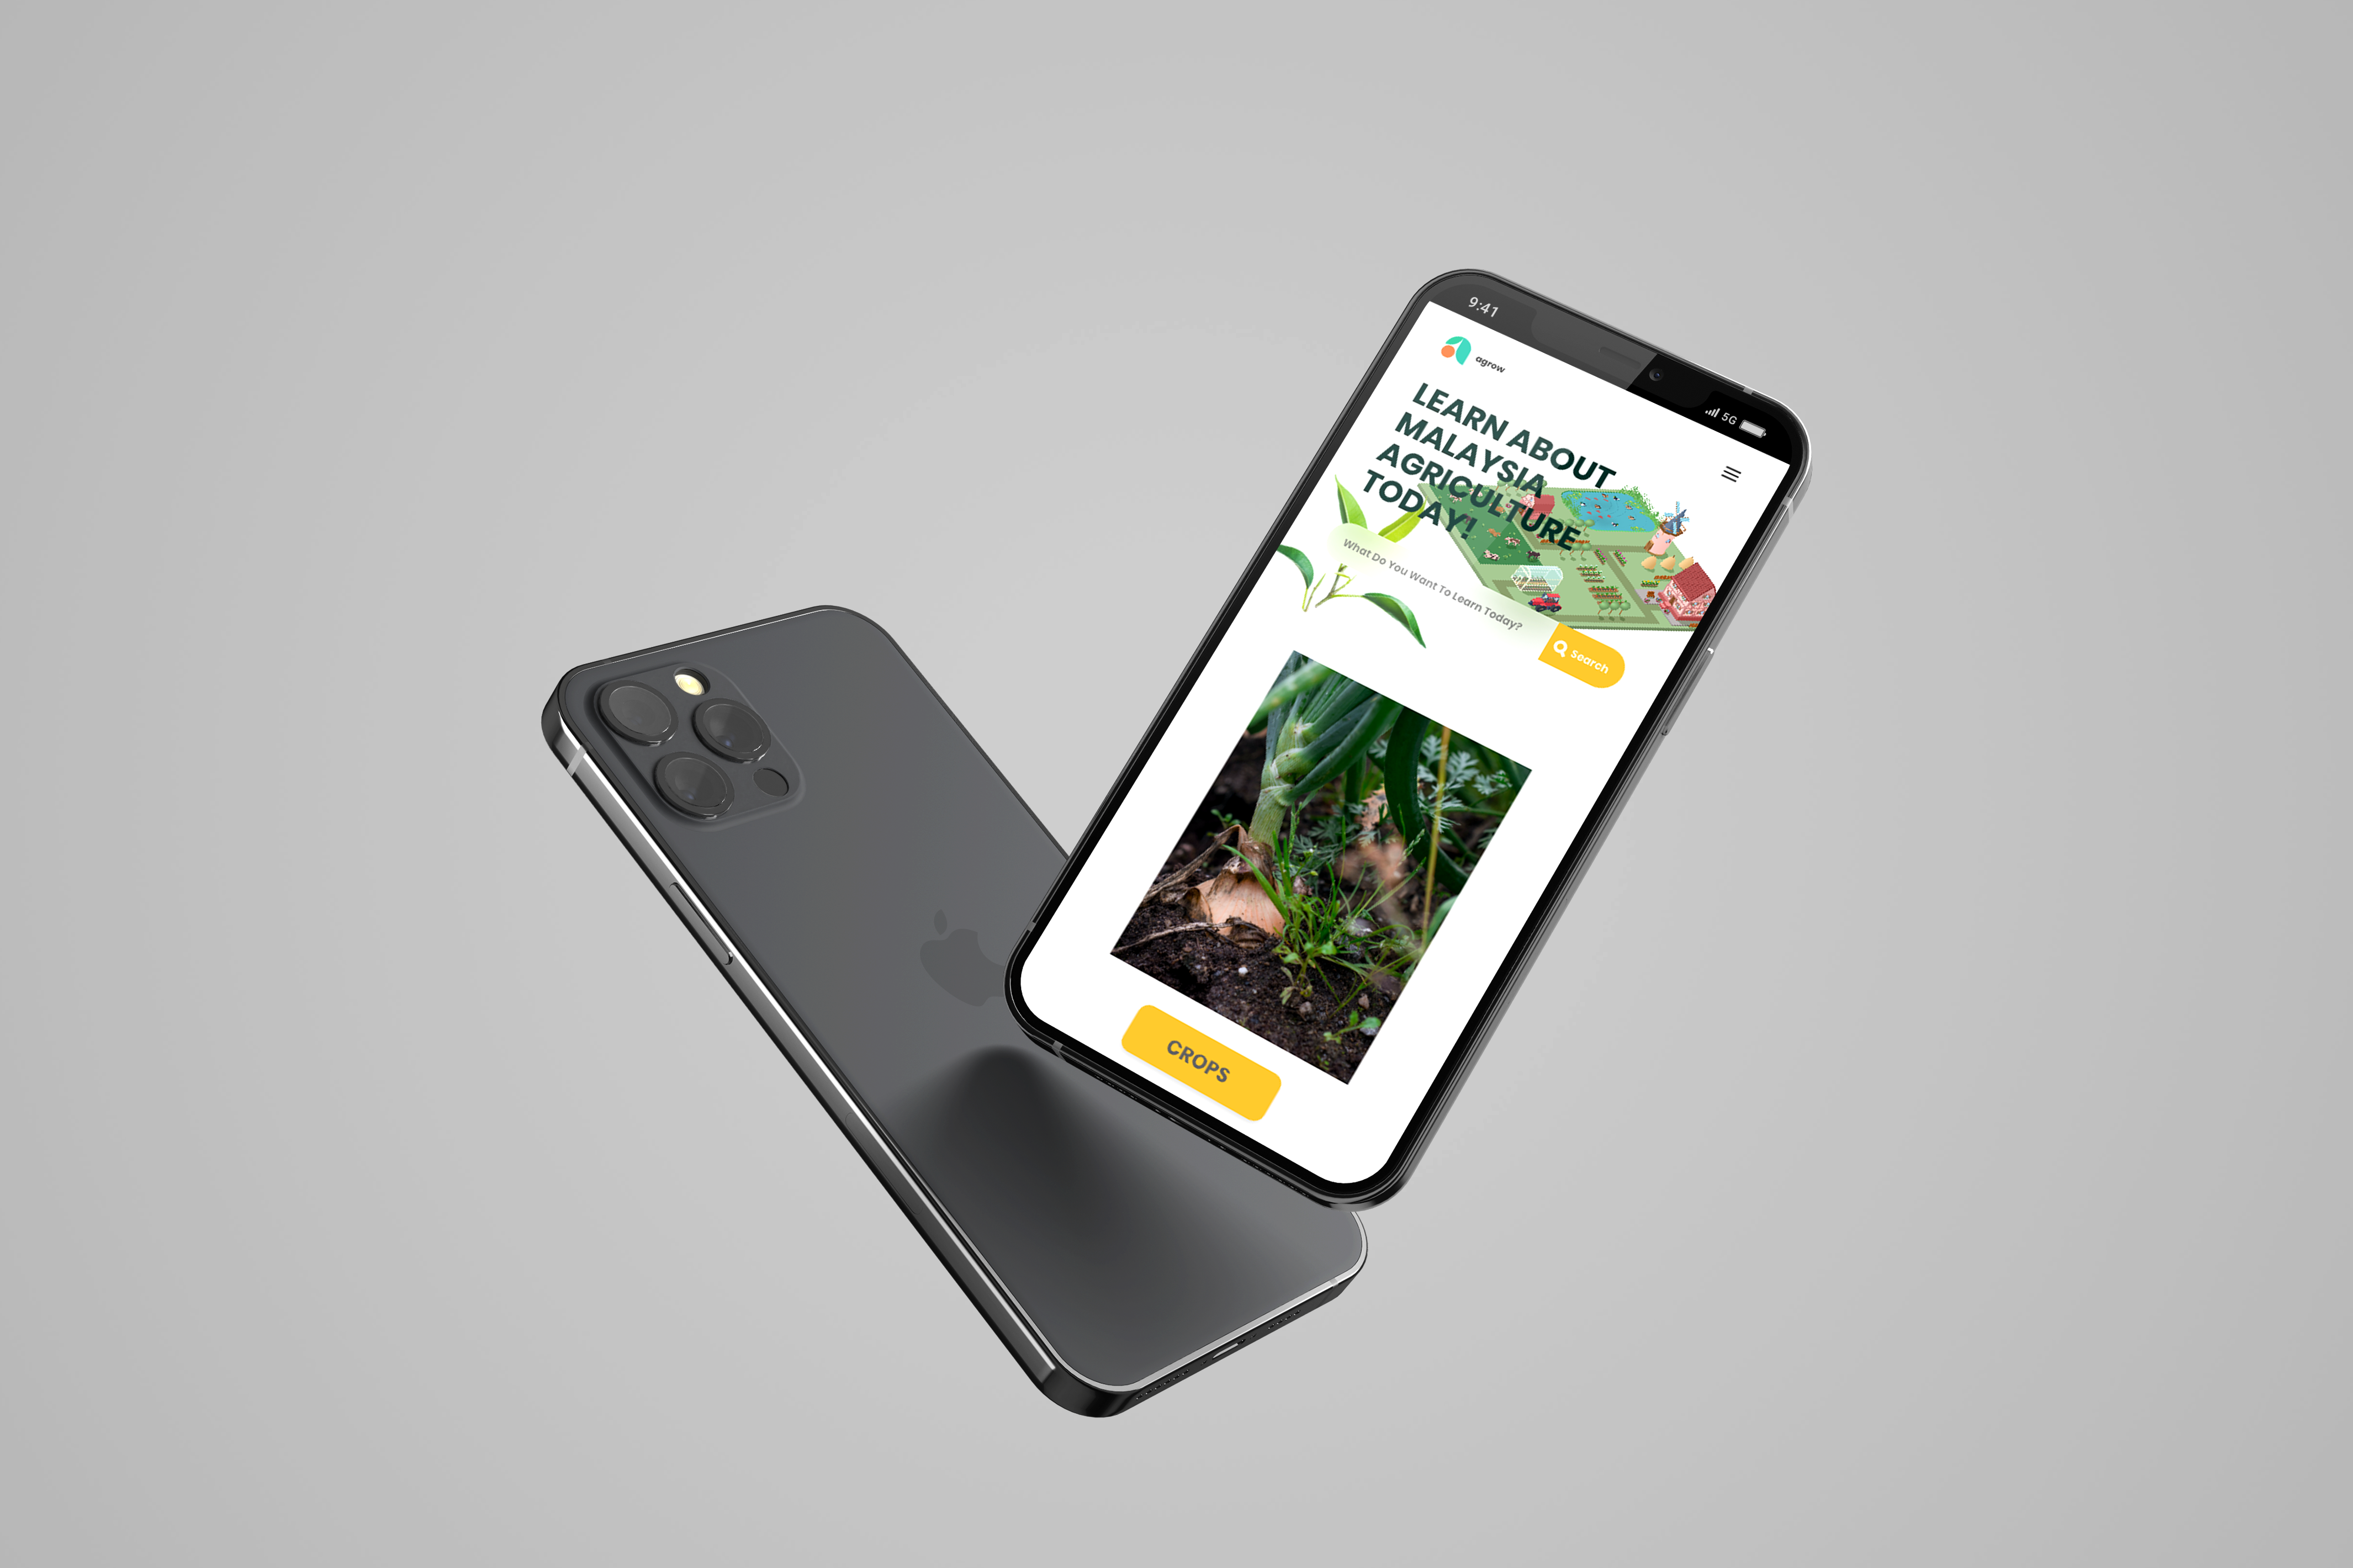 9:41
5G
agrow
LEARN ABOUT
MALAYSIA
AGRICULTURE
TODAY!
What Do You Want To Learn Today?
Search
CROPS